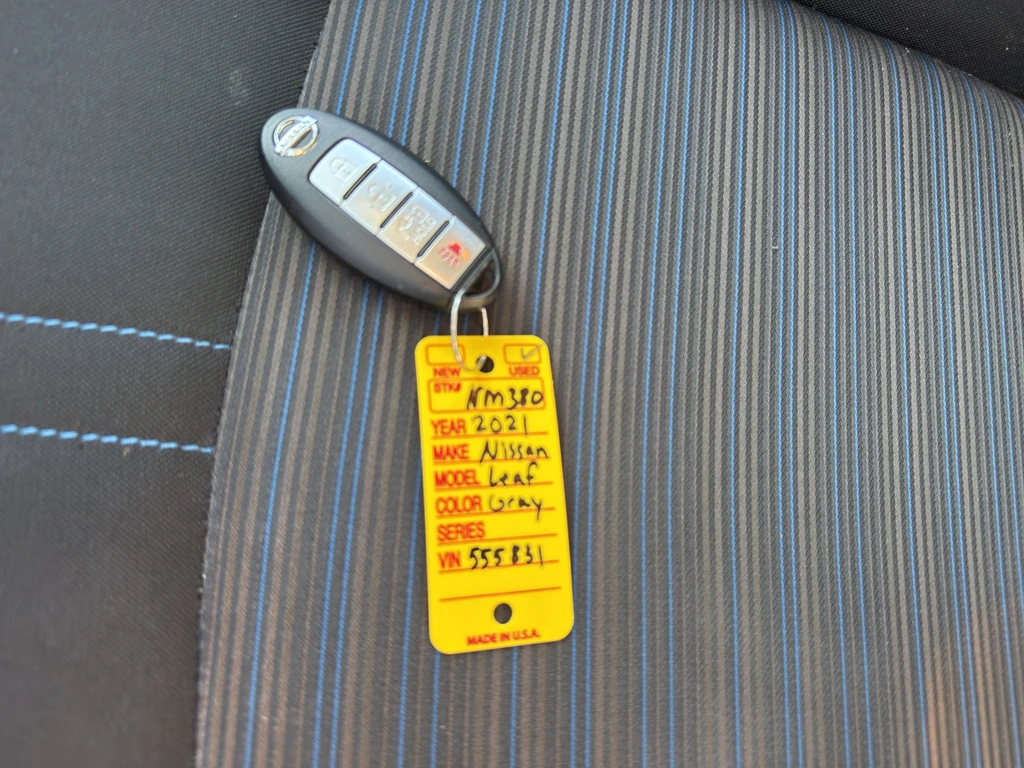 NEW USED
STK# NM380
YEAR 2021
MAKE Nissan
MODEL Leaf
COLOR Gray
SERIES
VIN 555831
MADE IN U.S.A.